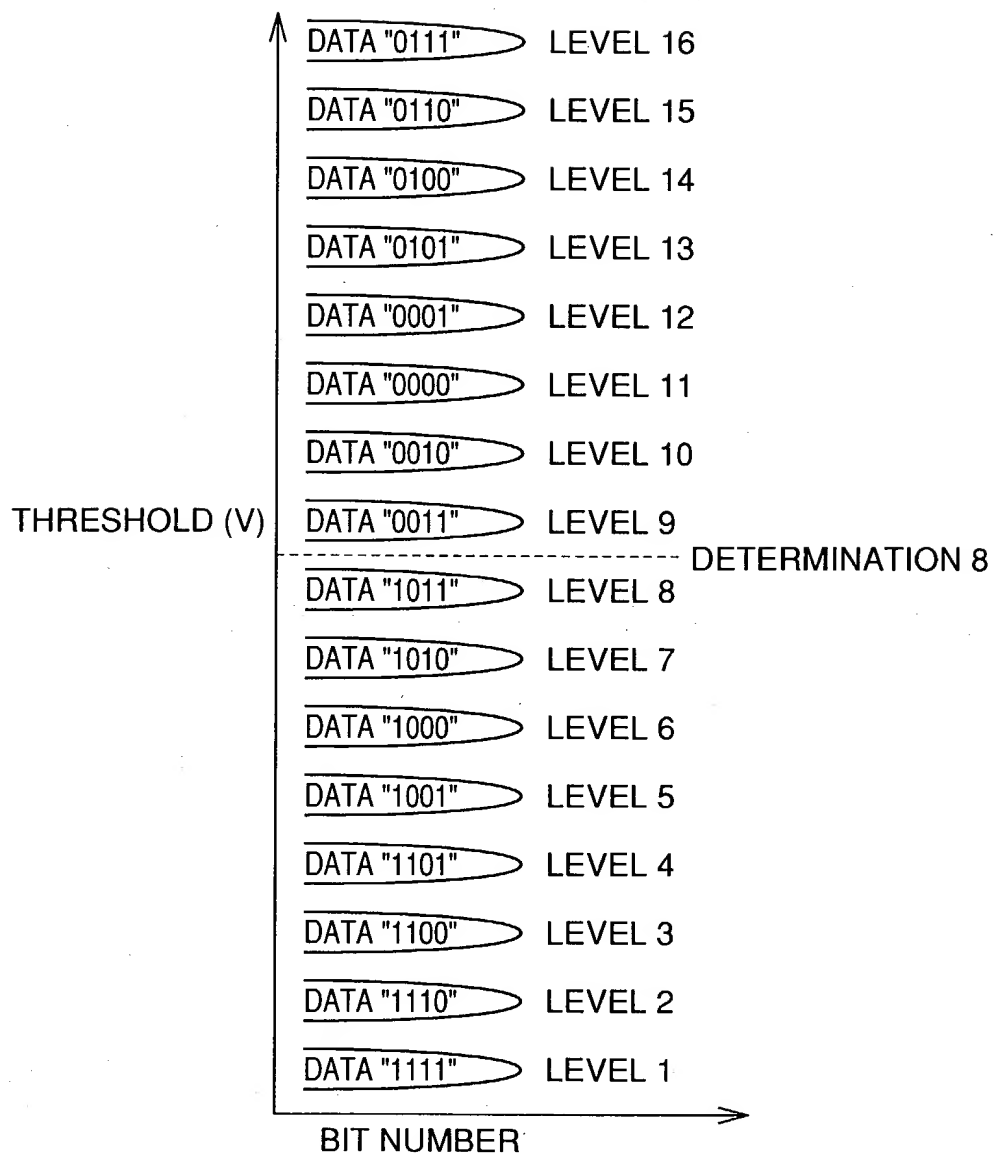 DATA "0111" LEVEL 16
DATA "0110" LEVEL 15
DATA "0100" LEVEL 14
DATA "0101" LEVEL 13
DATA "0001" LEVEL 12
DATA "0000" LEVEL 11
DATA "0010" LEVEL 10
THRESHOLD (V)
DATA "0011" LEVEL 9
DETERMINATION 8
DATA "1011" LEVEL 8
DATA "1010" LEVEL 7
DATA "1000" LEVEL 6
DATA "1001" LEVEL 5
DATA "1101" LEVEL 4
DATA "1100" LEVEL 3
DATA "1110" LEVEL 2
DATA "1111" LEVEL 1
BIT NUMBER